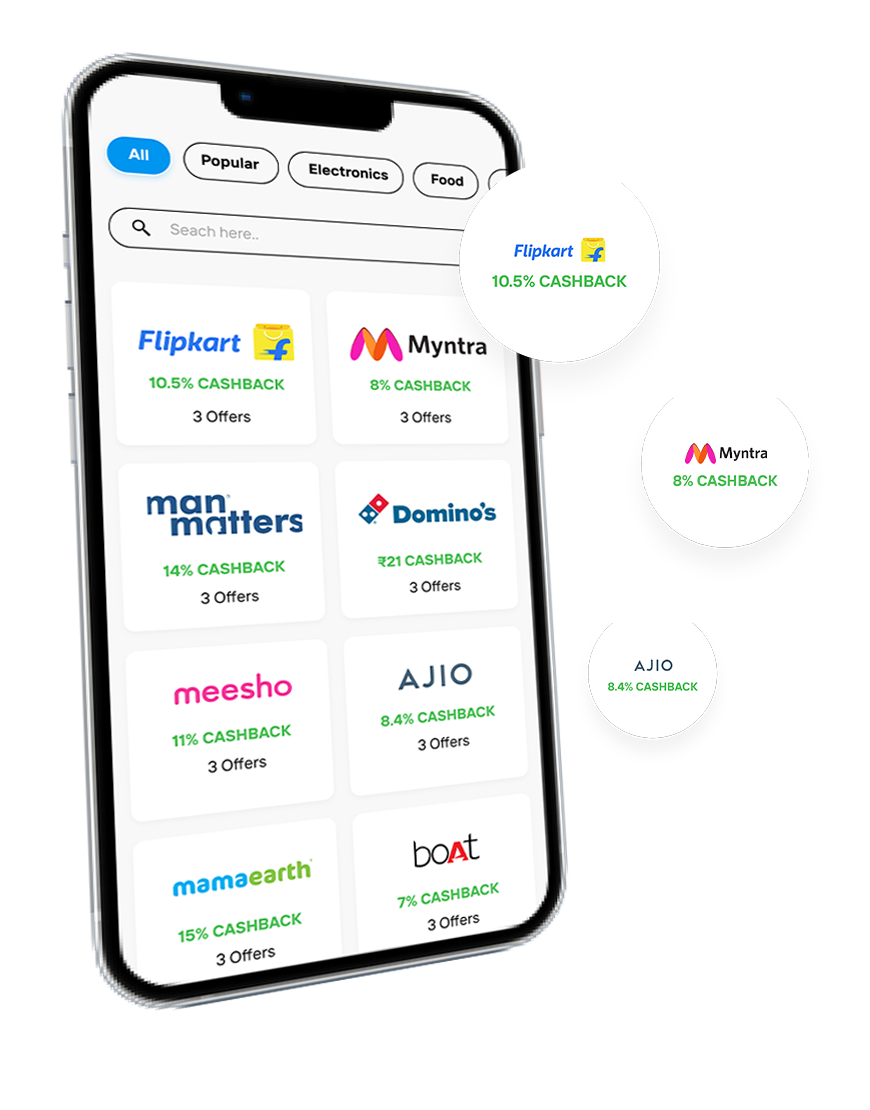 All
Popular
Electronics
Food
Seach here..
Flipkart
10.5% CASHBACK
3 Offers
Myntra
8% CASHBACK
3 Offers
man
matters
14% CASHBACK
3 Offers
Domino's
₹21 CASHBACK
3 Offers
meesho
11% CASHBACK
3 Offers
AJIO
8.4% CASHBACK
3 Offers
mamaearth
15% CASHBACK
3 Offers
boAt
7% CASHBACK
3 Offers
Flipkart
10.5% CASHBACK
Myntra
8% CASHBACK
AJIO
8.4% CASHBACK